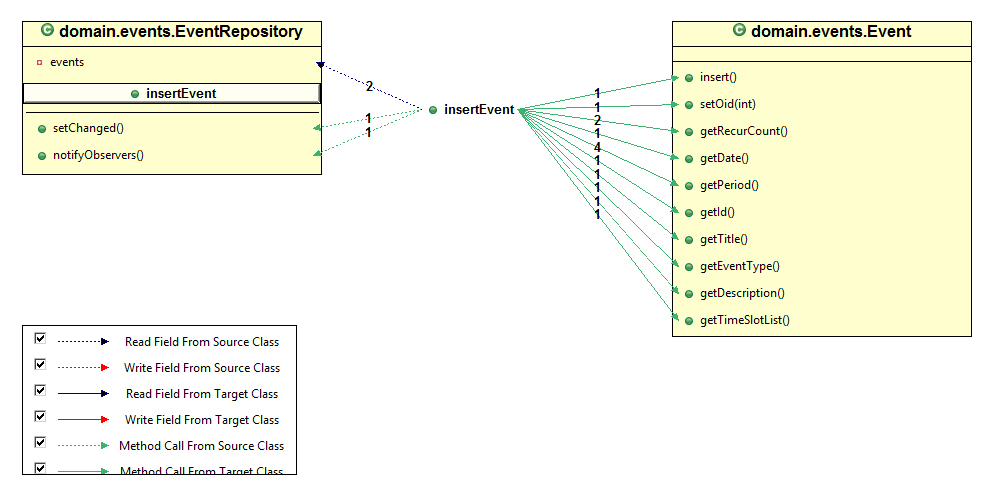 C domain.events.EventRepository
events
insertEvent
setChanged()
notifyObservers()
2
1
1
insertEvent
1
1
2
1
4
1
1
1
1
C domain.events.Event
insert()
setOid(int)
getRecurCount()
getDate()
getPeriod()
getId()
getTitle()
getEventType()
getDescription()
getTimeSlotList()
Read Field From Source Class
Write Field From Source Class
Read Field From Target Class
Write Field From Target Class
Method Call From Source Class
Method Call From Target Class